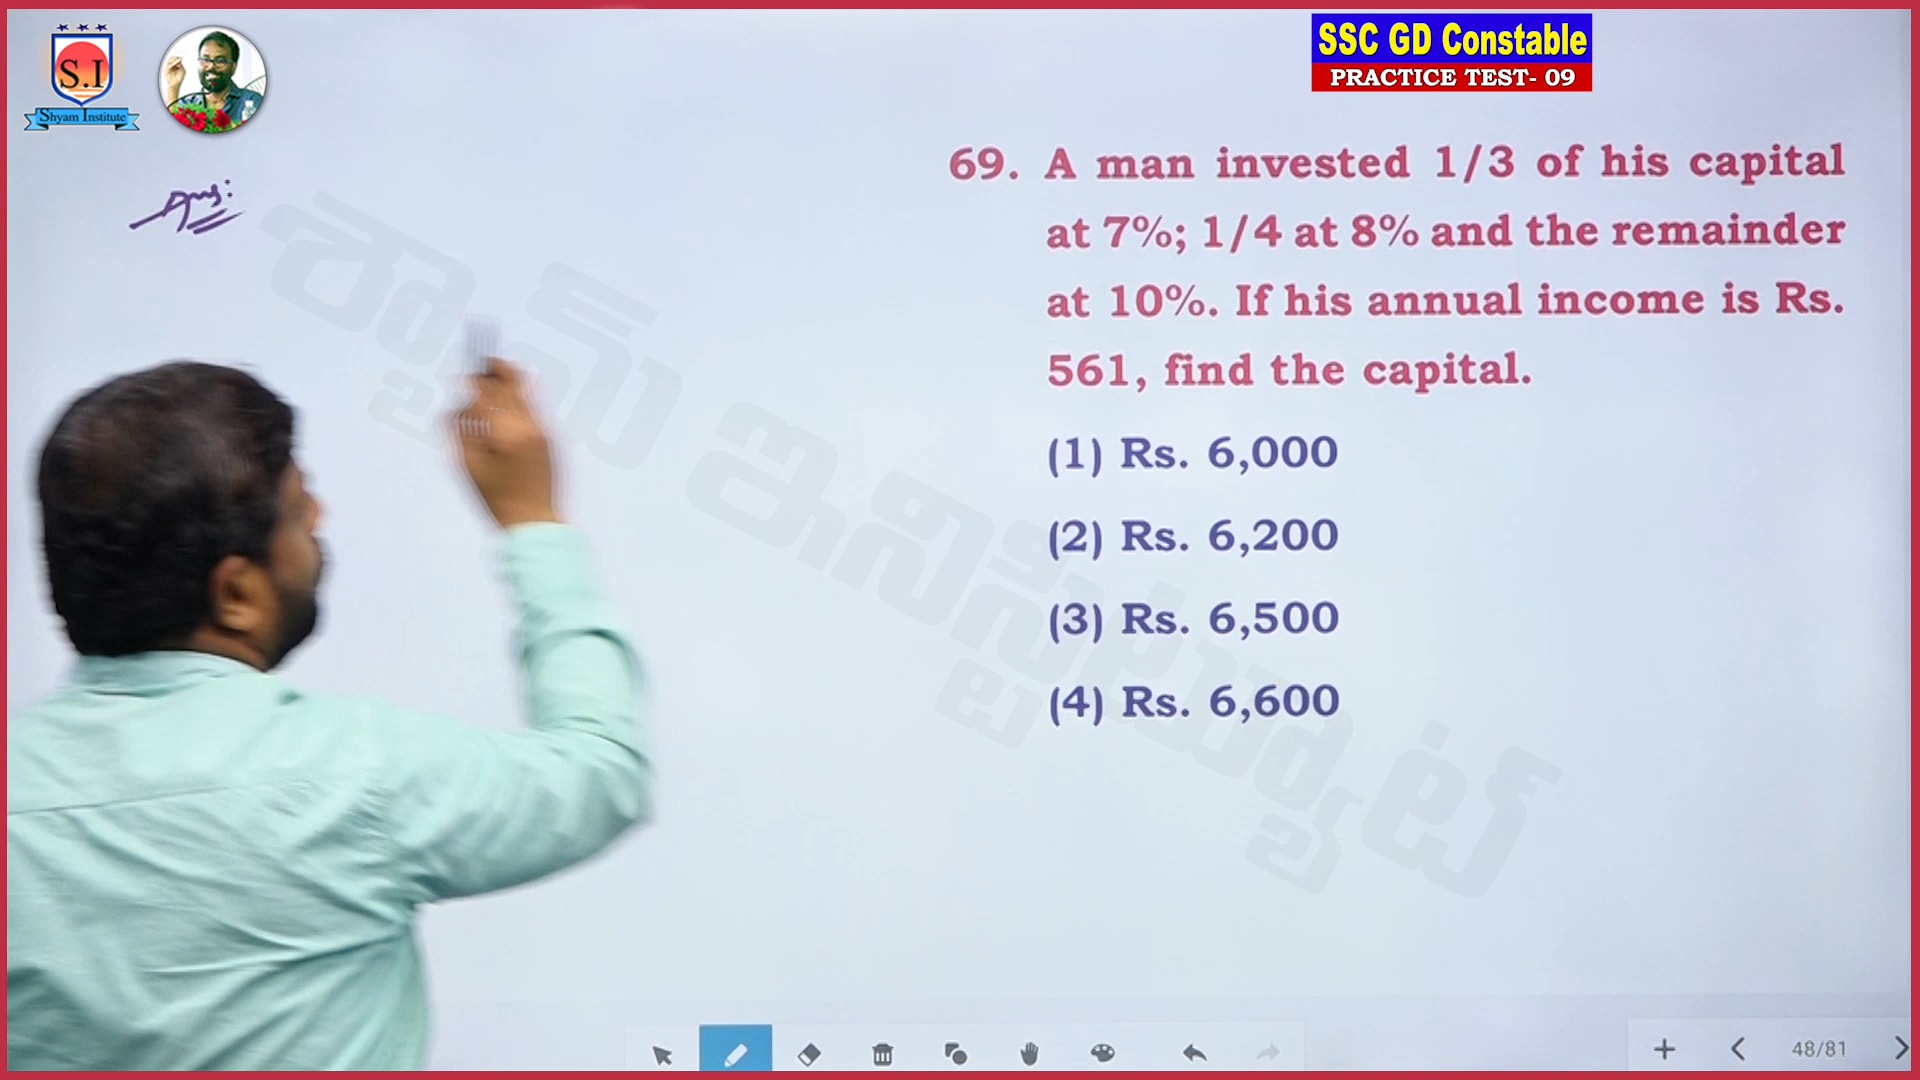 S.I
Shyam Institute
SSC GD Constable
PRACTICE TEST- 09
Ans:
69. A man invested 1/3 of his capital
at 7%; 1/4 at 8% and the remainder
at 10%. If his annual income is Rs.
561, find the capital.
(1) Rs. 6,000
(2) Rs. 6,200
(3) Rs. 6,500
(4) Rs. 6,600
శ్యామ్ ఇన్‌స్టిట్యూట్
48/81